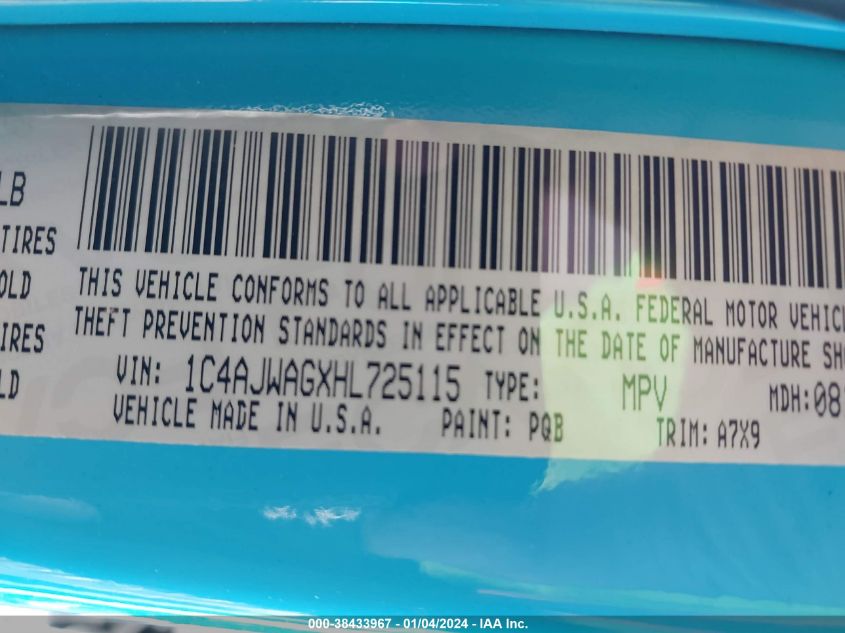 LB
TIRES
OLD
IRES
LD
THIS VEHICLE CONFORMS TO ALL APPLICABLE U.S.A. FEDERAL MOTOR VEHIC
THEFT PREVENTION STANDARDS IN EFFECT ON THE DATE OF MANUFACTURE SH
VIN: 1C4AJWAGXHL725115 TYPE: MPV MDH:08
VEHICLE MADE IN U.S.A. PAINT: PQB TRIM: A7X9
000-38433967 - 01/04/2024 - IAA Inc.